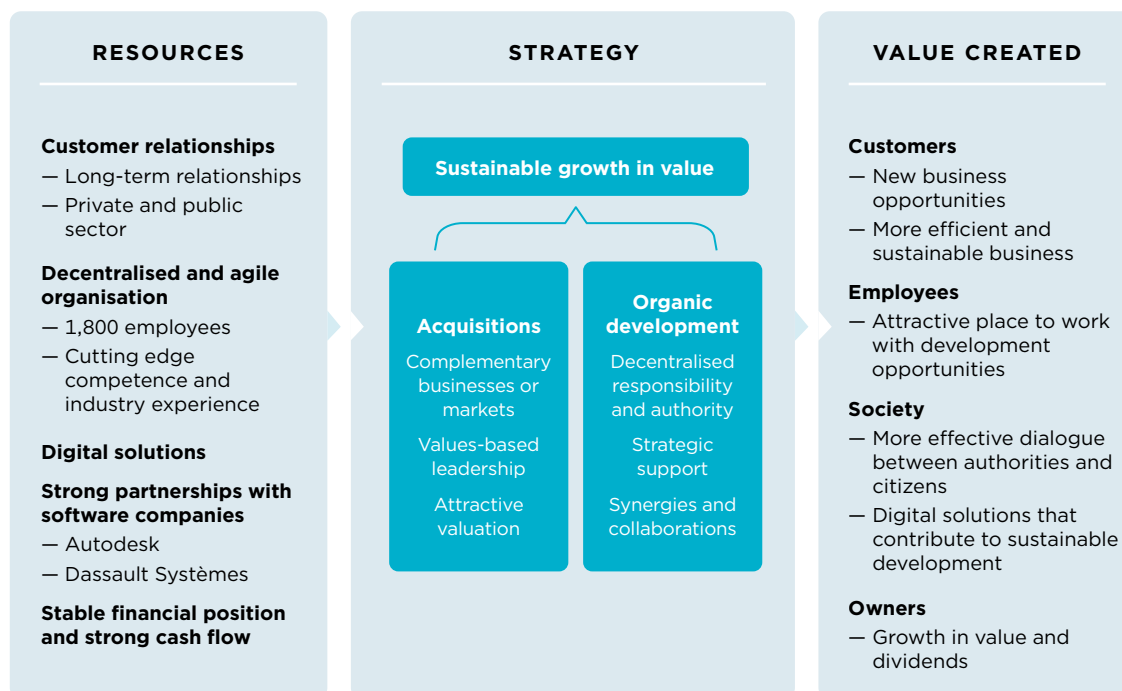 RESOURCES
Customer relationships
— Long-term relationships
— Private and public
sector
Decentralised and agile
organisation
— 1,800 employees
— Cutting edge
competence and
industry experience
Digital solutions
Strong partnerships with
software companies
— Autodesk
— Dassault Systèmes
Stable financial position
and strong cash flow
STRATEGY
Sustainable growth in value
Acquisitions
Complementary
businesses or
markets
Values-based
leadership
Attractive
valuation
Organic
development
Decentralised
responsibility
and authority
Strategic
support
Synergies and
collaborations
VALUE CREATED
Customers
— New business
opportunities
— More efficient and
sustainable business
Employees
— Attractive place to work
with development
opportunities
Society
— More effective dialogue
between authorities and
citizens
— Digital solutions that
contribute to sustainable
development
Owners
— Growth in value and
dividends